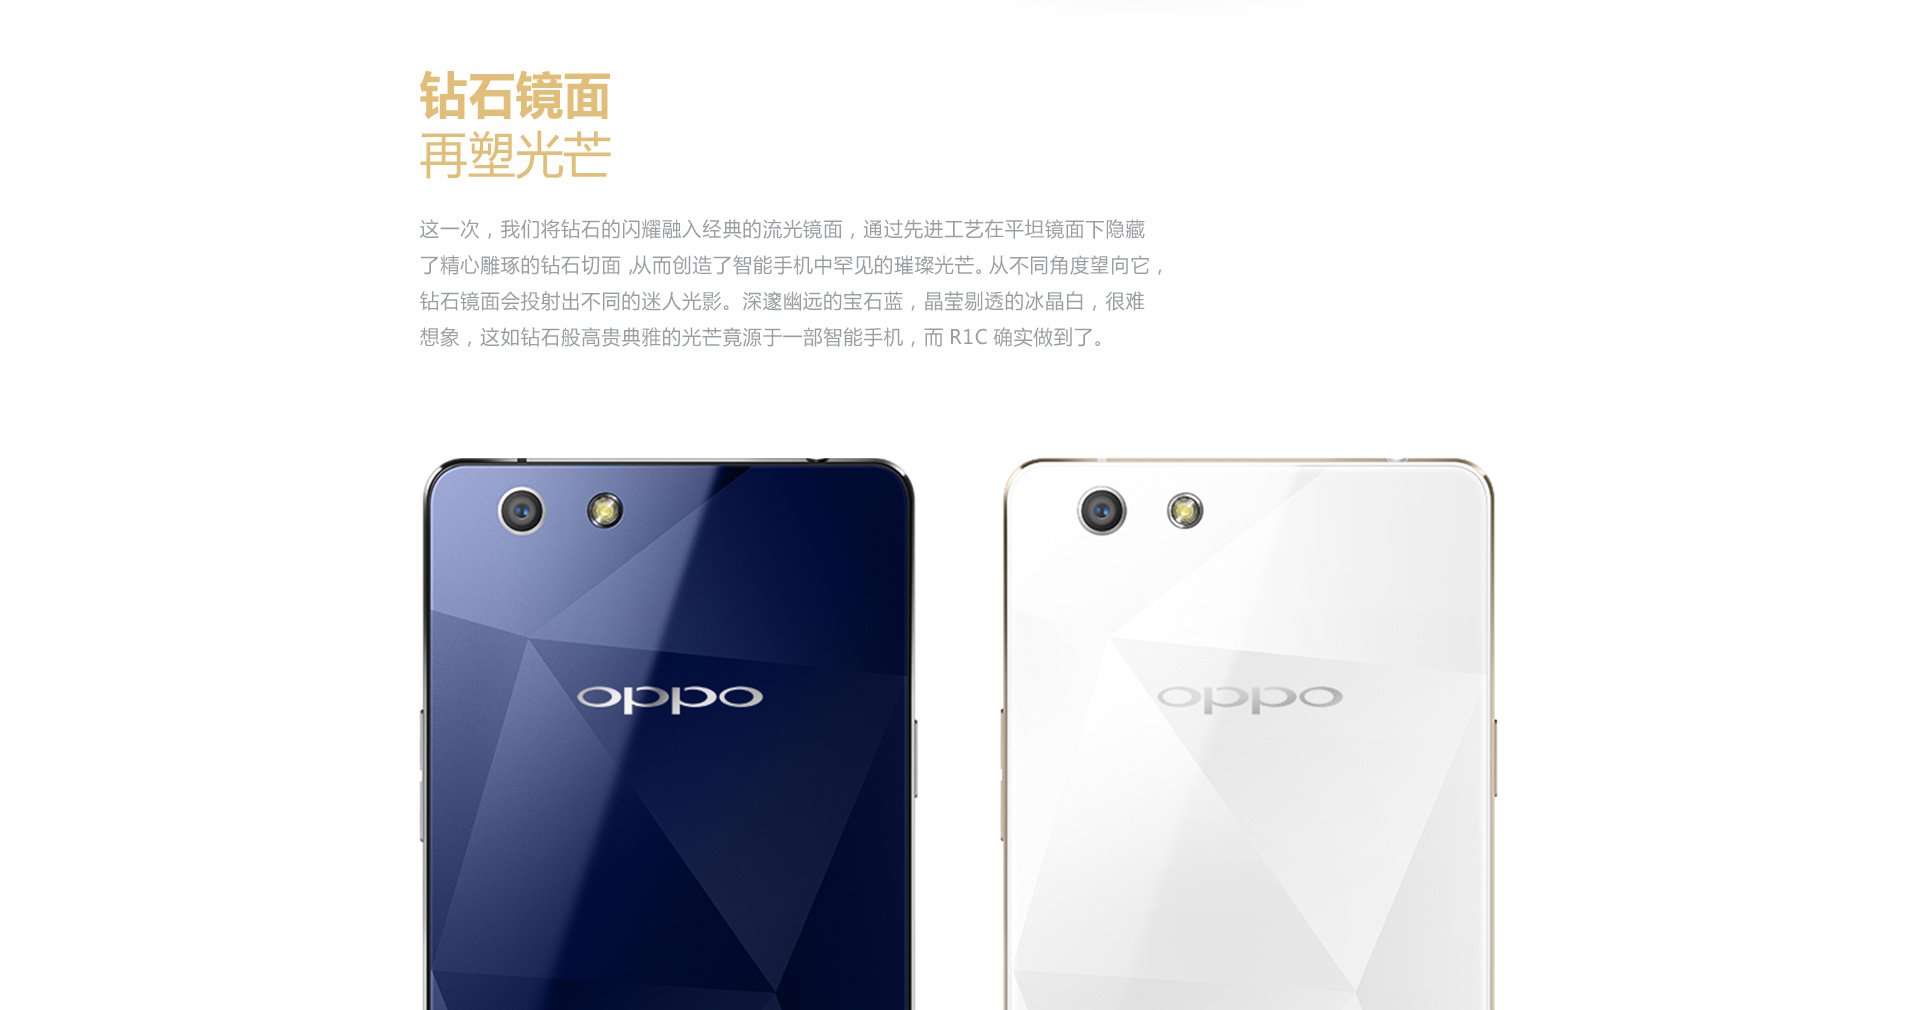 钻石镜面
再塑光芒
这一次，我们将钻石的闪耀融入经典的流光镜面，通过先进工艺在平坦镜面下隐藏
了精心雕琢的钻石切面，从而创造了智能手机中罕见的璀璨光芒。从不同角度望向它，
钻石镜面会投射出不同的迷人光影。深邃幽远的宝石蓝，晶莹剔透的冰晶白，很难
想象，这如钻石般高贵典雅的光芒竟源于一部智能手机，而 R1C 确实做到了。
oppo
oppo